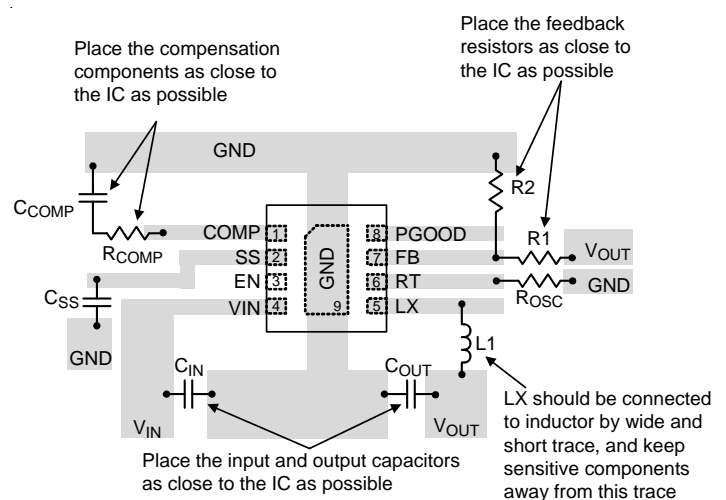 Place the compensation
components as close to
the IC as possible
Place the feedback
resistors as close to
the IC as possible
GND
R2
CCOMP
RCOMP
COMP
1
8
PGOOD
R1
VOUT
SS
2
7
FB
GND
EN
3
6
RT
ROSC
GND
CSS
VIN
4
9
5
LX
GND
L1
CIN
COUT
VIN
VOUT
LX should be connected
to inductor by wide and
short trace, and keep
sensitive components
away from this trace
Place the input and output capacitors
as close to the IC as possible